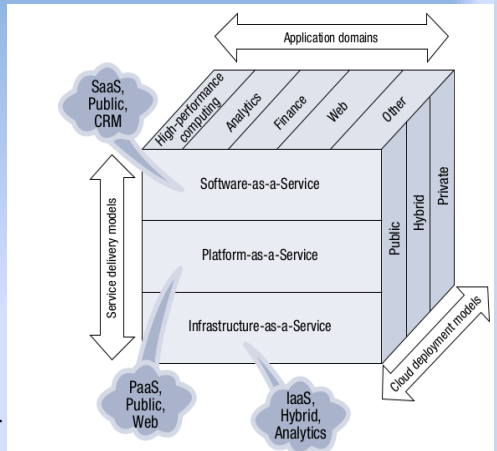 Application domains
SaaS,
Public,
CRM
High-performance
computing
Analytics
Finance
Web
Other
Software-as-a-Service
Platform-as-a-Service
Infrastructure-as-a-Service
Service delivery models
Public
Hybrid
Private
Cloud deployment models
PaaS,
Public,
Web
IaaS,
Hybrid,
Analytics
.